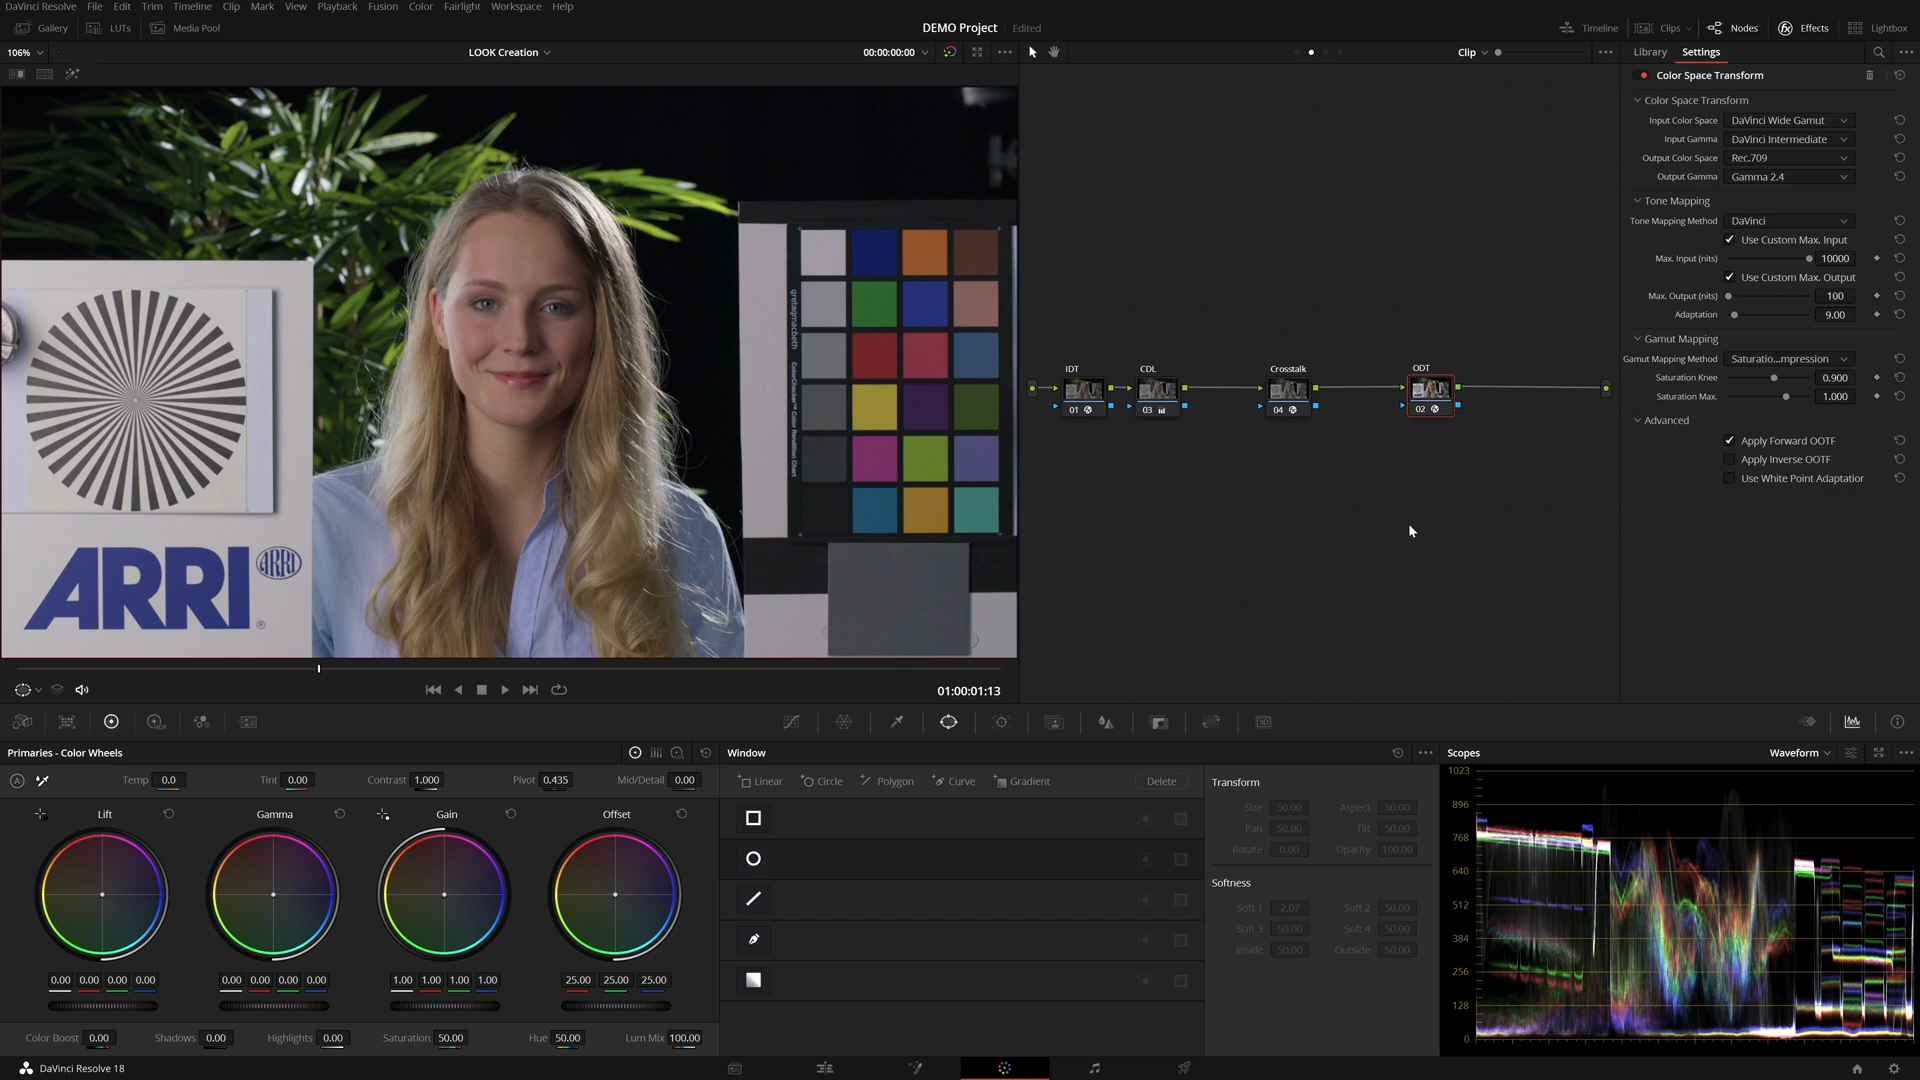 DaVinci Resolve File Edit Trim Timeline Clip Mark View Playback Fusion Color Fairlight Workspace Help
Gallery LUTs Media Pool
DEMO Project Edited
Timeline Clips Nodes Effects Lightbox
106%
LOOK Creation
00:00:00:00
Clip
Library Settings
Color Space Transform
Color Space Transform
Input Color Space DaVinci Wide Gamut
Input Gamma DaVinci Intermediate
Output Color Space Rec.709
Output Gamma Gamma 2.4
Tone Mapping
Tone Mapping Method DaVinci
Use Custom Max. Input
Max. Input (nits) 10000
Use Custom Max. Output
Max. Output (nits) 100
Adaptation 9.00
Gamut Mapping
Gamut Mapping Method Saturatio...mpression
Saturation Knee 0.900
Saturation Max. 1.000
Advanced
Apply Forward OOTF
Apply Inverse OOTF
Use White Point Adaptatior
IDT
01
CDL
03
Crosstalk
04
ODT
02
gretagmacbeth
ColorChecker™ Color Rendition Chart
ARRI ARRI
®
01:00:01:13
Primaries - Color Wheels
Temp 0.0 Tint 0.00 Contrast 1.000 Pivot 0.435 Mid/Detail 0.00
Lift Gamma Gain Offset
0.00 0.00 0.00 0.00
0.00 0.00 0.00 0.00
1.00 1.00 1.00 1.00
25.00 25.00 25.00
Color Boost 0.00 Shadows 0.00 Highlights 0.00 Saturation 50.00 Hue 50.00 Lum Mix 100.00
Window
Linear Circle Polygon Curve Gradient Delete
Transform
Size 50.00 Aspect 50.00
Pan 50.00 Tilt 50.00
Rotate 0.00 Opacity 100.00
Softness
Soft 1 2.07 Soft 2 50.00
Soft 3 50.00 Soft 4 50.00
Inside 50.00 Outside 50.00
Scopes Waveform
1023
896
768
640
512
384
256
128
0
DaVinci Resolve 18